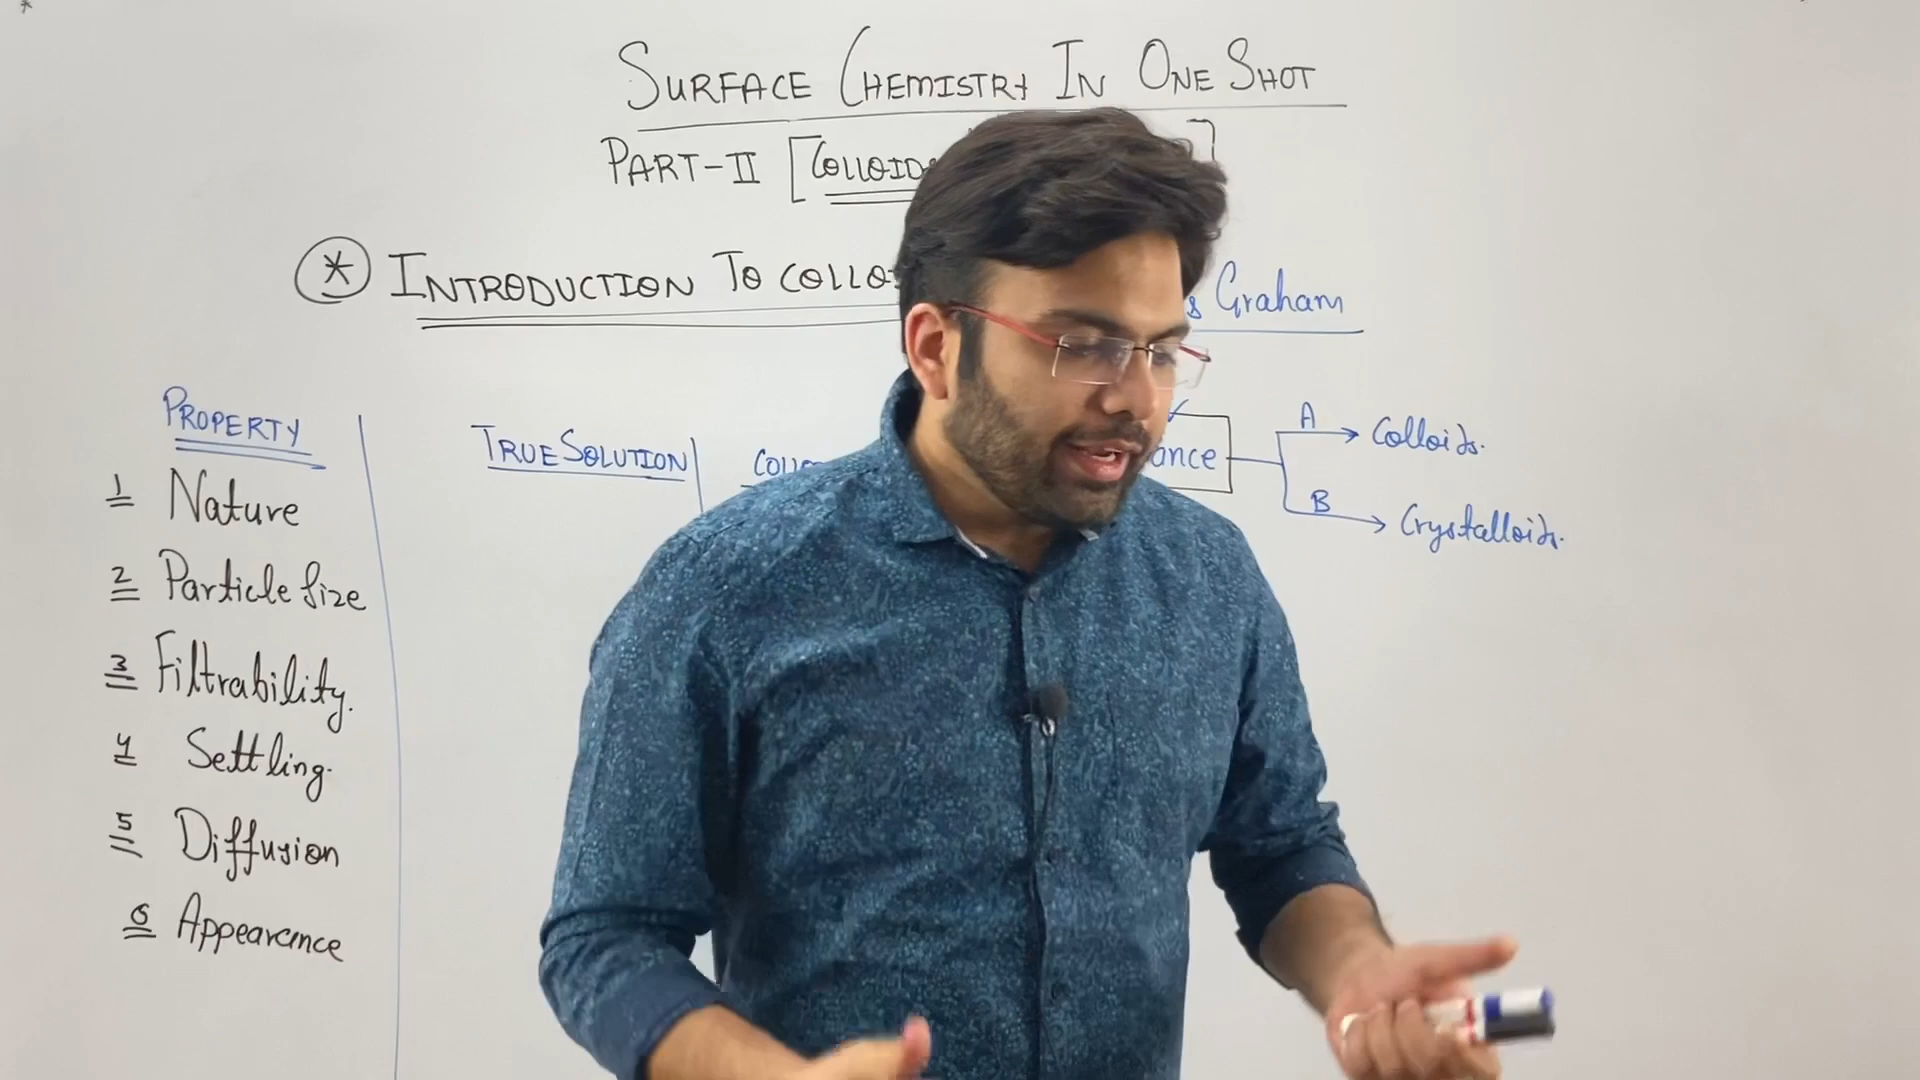 SURFACE CHEMISTRY IN ONE SHOT
PART-II [COLLOID
* INTRODUCTION TO COLLO
s Graham
PROPERTY
TRUE SOLUTION
COLLO
ance
A → Colloids.
B → Crystalloids.
1 Nature
2 Particle Size
3 Filtrability.
4 Settling.
5 Diffusion
6 Appearance